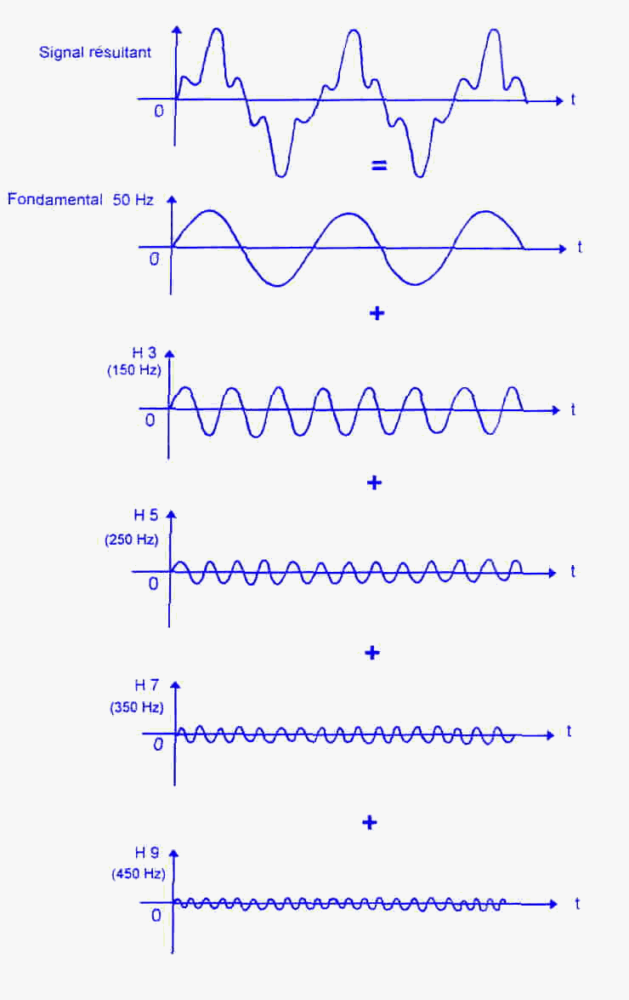 Signal résultant
t
0
=
Fondamental 50 Hz
t
0
+
H 3
(150 Hz)
t
0
+
H 5
(250 Hz)
t
0
+
H 7
(350 Hz)
t
0
+
H 9
(450 Hz)
t
0